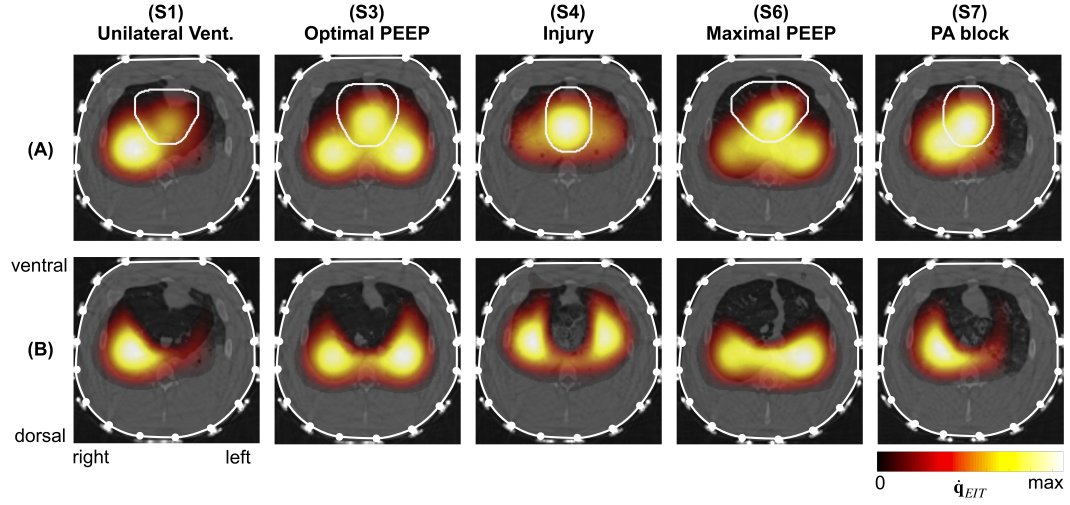 (S1) (S3) (S4) (S6) (S7)
Unilateral Vent. Optimal PEEP Injury Maximal PEEP PA block
(A)
ventral
(B)
dorsal
right left
0 q̇EIT max